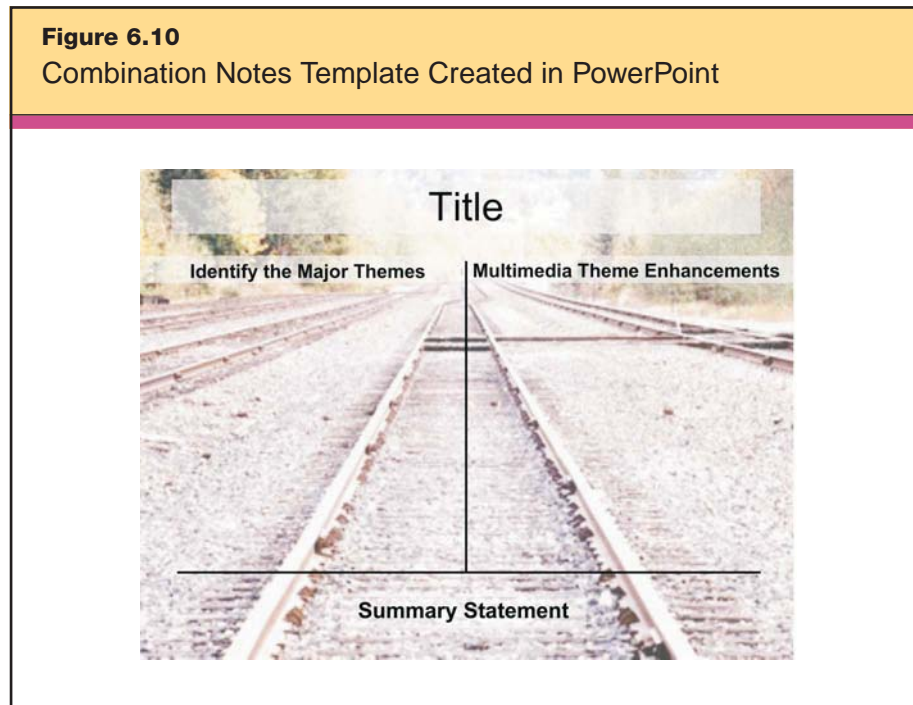 Figure 6.10
Combination Notes Template Created in PowerPoint
Title
Identify the Major Themes
Multimedia Theme Enhancements
Summary Statement